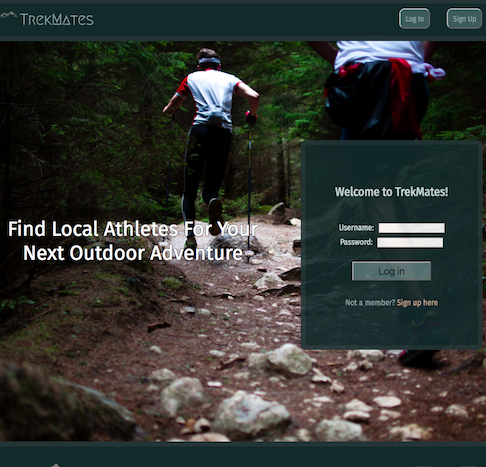 TrekMates
Log In
Sign Up
Find Local Athletes For Your
Next Outdoor Adventure
Welcome to TrekMates!
Username:
Password:
Log in
Not a member? Sign up here